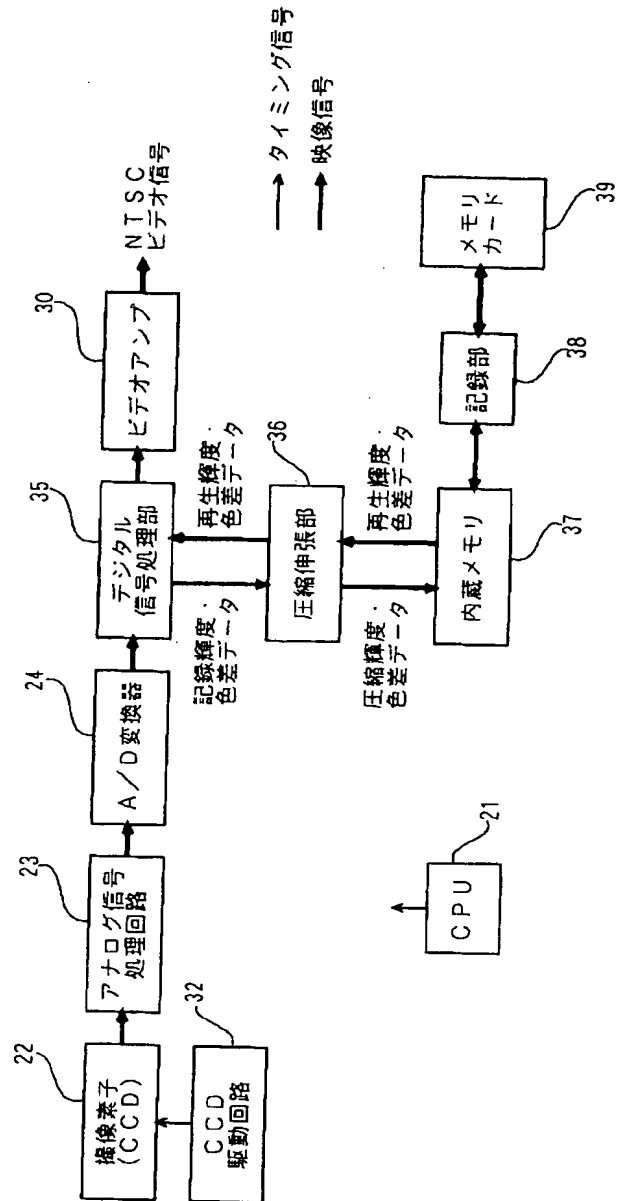 22
撮像素子
(CCD)
23
アナログ信号
処理回路
24
A/D変換器
35
デジタル
信号処理部
30
ビデオアンプ
NTSC
ビデオ信号
32
CCD
駆動回路
記録輝度・
色差データ
再生輝度・
色差データ
36
圧縮伸張部
圧縮輝度・
色差データ
再生輝度・
色差データ
タイミング信号
映像信号
21
CPU
37
内蔵メモリ
38
記録部
39
メモリ
カード